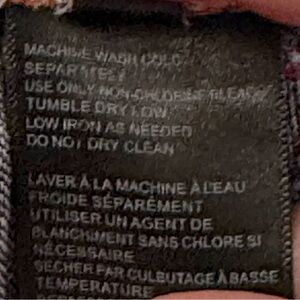 MACHINE WASH COLD
SEPARATELY
USE ONLY NON-CHLORINE BLEACH
TUMBLE DRY LOW
LOW IRON AS NEEDED
DO NOT DRY CLEAN
LAVER À LA MACHINE À L'EAU
FROIDE SÉPARÉMENT
UTILISER UN AGENT DE
BLANCHIMENT SANS CHLORE SI
NÉCESSAIRE
SÉCHER PAR CULBUTAGE À BASSE
TEMPERATURE